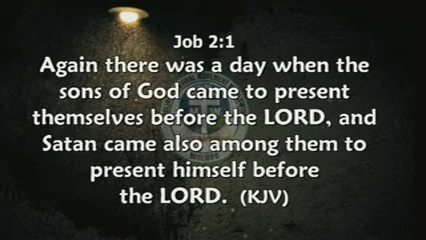 Job 2:1
Again there was a day when the
sons of God came to present
themselves before the LORD, and
Satan came also among them to
present himself before
the LORD. (KJV)